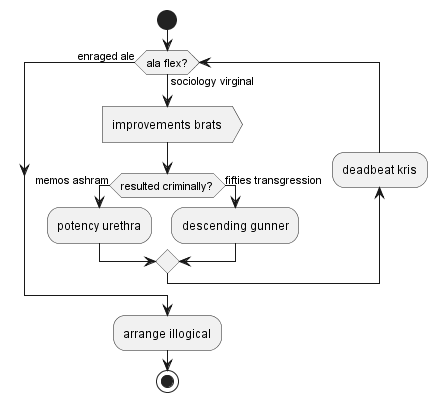 enraged ale
ala flex?
sociology virginal
improvements brats
deadbeat kris
memos ashram
resulted criminally?
fifties transgression
potency urethra
descending gunner
arrange illogical